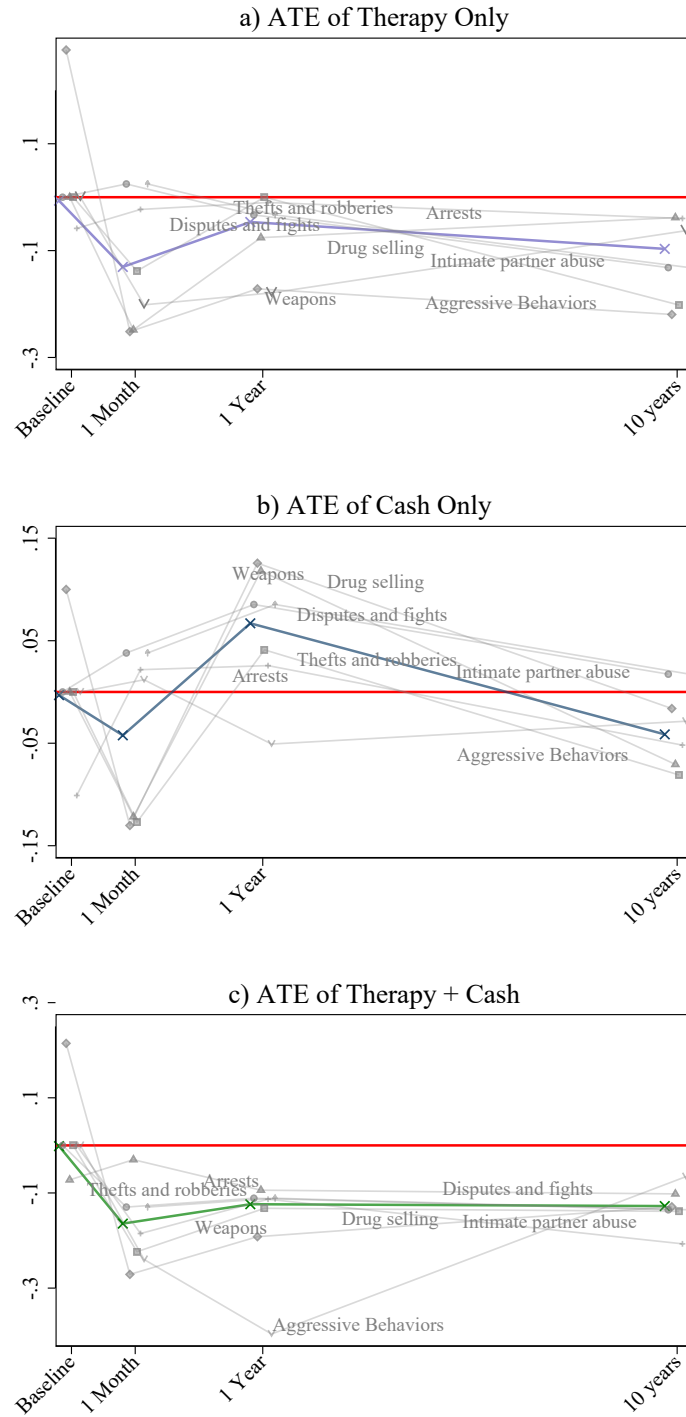 a) ATE of Therapy Only
.1
-.1
-.3
Thefts and robberies
Arrests
Disputes and fights
Drug selling
Intimate partner abuse
Weapons
Aggressive Behaviors
Baseline
1 Month
1 Year
10 years
b) ATE of Cash Only
.15
.05
-.05
-.15
Weapons
Drug selling
Disputes and fights
Thefts and robberies
Arrests
Intimate partner abuse
Aggressive Behaviors
Baseline
1 Month
1 Year
10 years
c) ATE of Therapy + Cash
.3
.1
-.1
-.3
Arrests
Thefts and robberies
Disputes and fights
Weapons
Drug selling
Intimate partner abuse
Aggressive Behaviors
Baseline
1 Month
1 Year
10 years